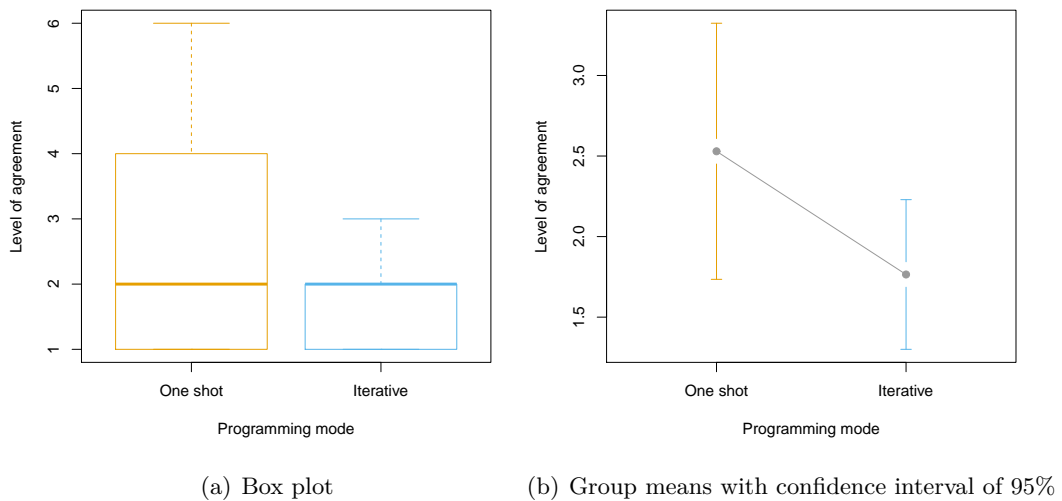 6
5
4
3
2
1
Level of agreement
One shot
Iterative
Programming mode
(a) Box plot
3.0
2.5
2.0
1.5
Level of agreement
One shot
Iterative
Programming mode
(b) Group means with confidence interval of 95%